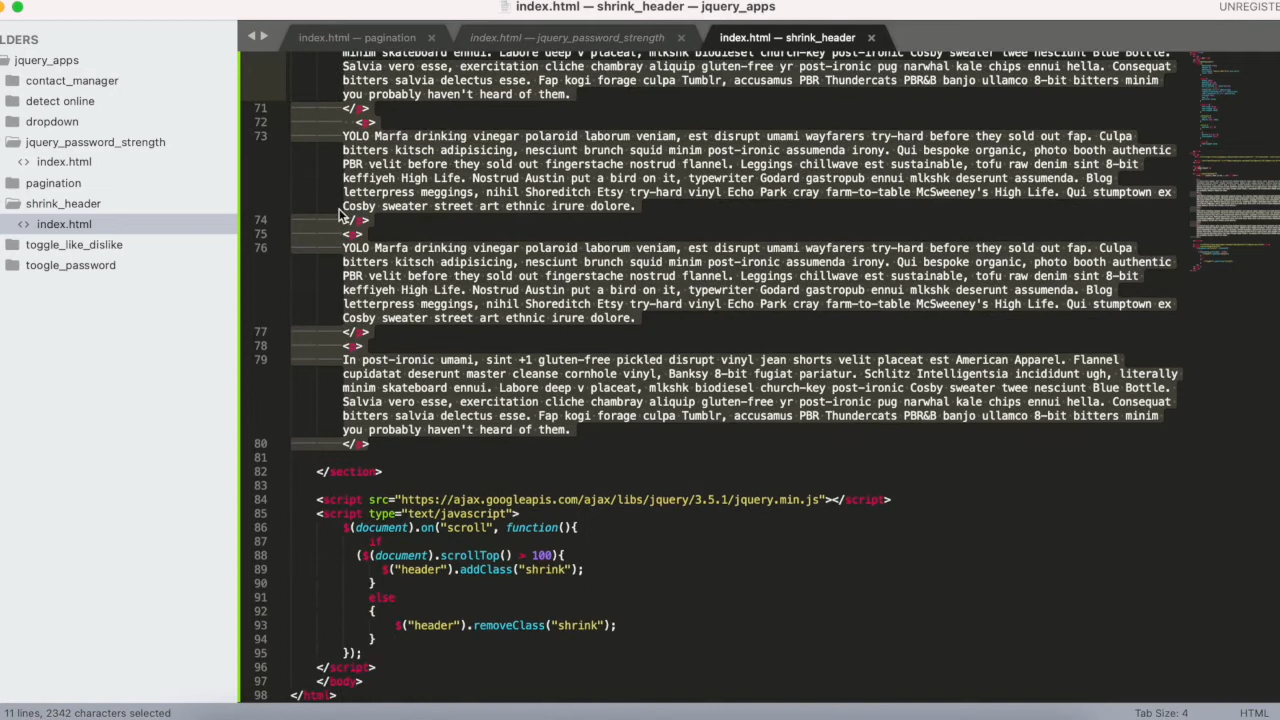 index.html — shrink_header — jquery_apps
UNREGISTE
LDERS
jquery_apps
contact_manager
detect online
dropdown
jquery_password_strength
<> index.html
pagination
shrink_header
<> index.html
toggle_like_dislike
toogle_password
index.html — pagination ×
index.html — jquery_password_strength ×
index.html — shrink_header ×
minim skateboard ennui. Labore deep v placeat, mlkshk biodiesel church-key post-ironic Cosby sweater twee nesciunt Blue Bottle.
Salvia vero esse, exercitation cliche chambray aliquip gluten-free yr post-ironic pug narwhal kale chips ennui hella. Consequat
bitters salvia delectus esse. Fap kogi forage culpa Tumblr, accusamus PBR Thundercats PBR&B banjo ullamco 8-bit bitters minim
you probably haven't heard of them.
71 </p>
72 <p>
73 YOLO Marfa drinking vinegar polaroid laborum veniam, est disrupt umami wayfarers try-hard before they sold out fap. Culpa
bitters kitsch adipisicing nesciunt brunch squid minim post-ironic assumenda irony. Qui bespoke organic, photo booth authentic
PBR velit before they sold out fingerstache nostrud flannel. Leggings chillwave est sustainable, tofu raw denim sint 8-bit
keffiyeh High Life. Nostrud Austin put a bird on it, typewriter Godard gastropub ennui mlkshk deserunt assumenda. Blog
letterpress meggings, nihil Shoreditch Etsy try-hard vinyl Echo Park cray farm-to-table McSweeney's High Life. Qui stumptown ex
Cosby sweater street art ethnic irure dolore.
74 </p>
75 <p>
76 YOLO Marfa drinking vinegar polaroid laborum veniam, est disrupt umami wayfarers try-hard before they sold out fap. Culpa
bitters kitsch adipisicing nesciunt brunch squid minim post-ironic assumenda irony. Qui bespoke organic, photo booth authentic
PBR velit before they sold out fingerstache nostrud flannel. Leggings chillwave est sustainable, tofu raw denim sint 8-bit
keffiyeh High Life. Nostrud Austin put a bird on it, typewriter Godard gastropub ennui mlkshk deserunt assumenda. Blog
letterpress meggings, nihil Shoreditch Etsy try-hard vinyl Echo Park cray farm-to-table McSweeney's High Life. Qui stumptown ex
Cosby sweater street art ethnic irure dolore.
77 </p>
78 <p>
79 In post-ironic umami, sint +1 gluten-free pickled disrupt vinyl jean shorts velit placeat est American Apparel. Flannel
cupidatat deserunt master cleanse cornhole vinyl, Banksy 8-bit fugiat pariatur. Schlitz Intelligentsia incididunt ugh, literally
minim skateboard ennui. Labore deep v placeat, mlkshk biodiesel church-key post-ironic Cosby sweater twee nesciunt Blue Bottle.
Salvia vero esse, exercitation cliche chambray aliquip gluten-free yr post-ironic pug narwhal kale chips ennui hella. Consequat
bitters salvia delectus esse. Fap kogi forage culpa Tumblr, accusamus PBR Thundercats PBR&B banjo ullamco 8-bit bitters minim
you probably haven't heard of them.
80 </p>
81
82 </section>
83
84 <script src="https://ajax.googleapis.com/ajax/libs/jquery/3.5.1/jquery.min.js"></script>
85 <script type="text/javascript">
86 $(document).on("scroll", function(){
87 if
88 ($(document).scrollTop() > 100){
89 $("header").addClass("shrink");
90 }
91 else
92 {
93 $("header").removeClass("shrink");
94 }
95 });
96 </script>
97 </body>
98 </html>
11 lines, 2342 characters selected
Tab Size: 4
HTML